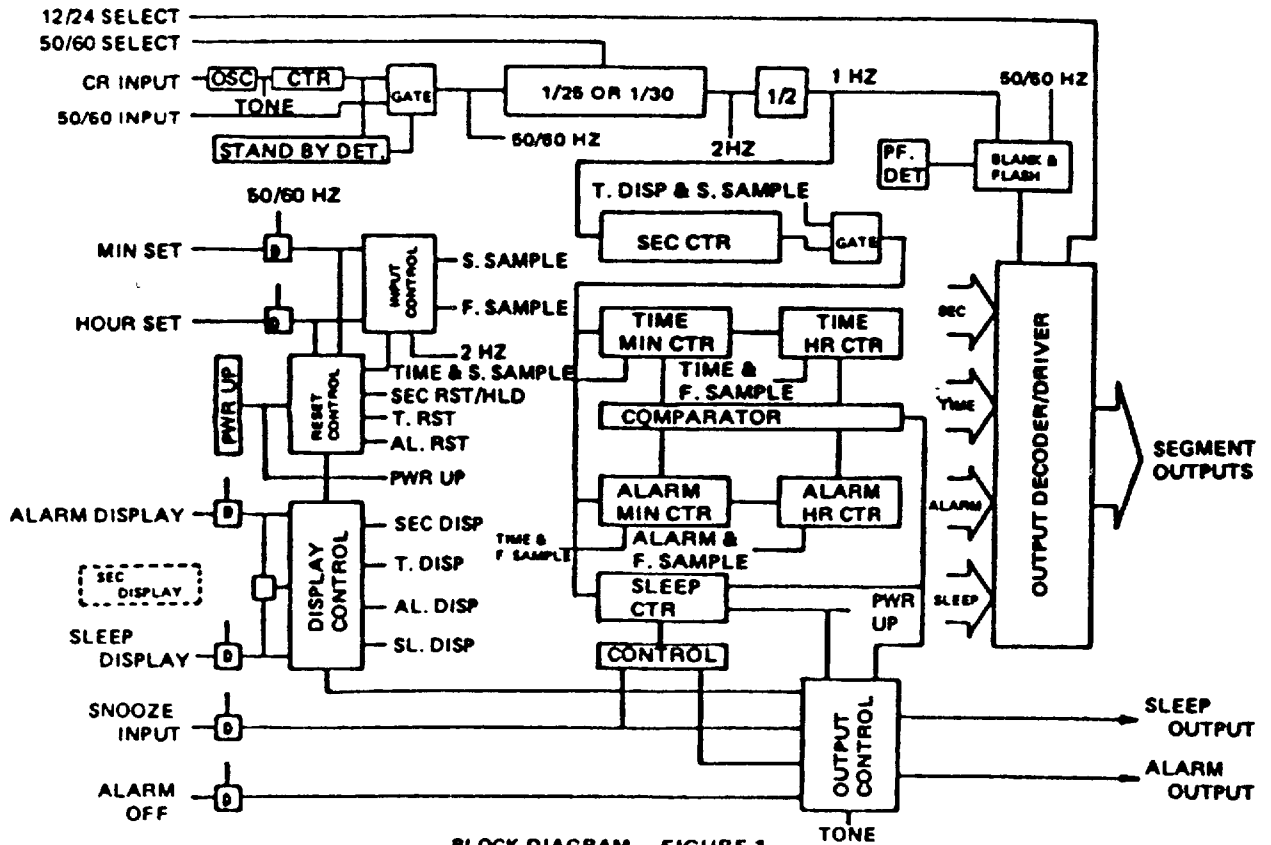 12/24 SELECT
50/60 SELECT
CR INPUT
OSC
CTR
TONE
50/60 INPUT
GATE
STAND BY DET.
50/60 HZ
1/25 OR 1/30
2HZ
1/2
1 HZ
50/60 HZ
PF.
DET
BLANK &
FLASH
50/60 HZ
MIN SET
D
HOUR SET
D
INPUT
CONTROL
S. SAMPLE
F. SAMPLE
2 HZ
PWR UP
RESET
CONTROL
TIME & S. SAMPLE
SEC RST/HLD
T. RST
AL. RST
PWR UP
T. DISP & S. SAMPLE
SEC CTR
GATE
TIME
MIN CTR
TIME
HR CTR
TIME &
F. SAMPLE
COMPARATOR
ALARM
MIN CTR
ALARM
HR CTR
TIME &
F SAMPLE
ALARM &
F. SAMPLE
SLEEP
CTR
PWR
UP
CONTROL
ALARM DISPLAY
D
SEC
DISPLAY
SLEEP
DISPLAY
D
DISPLAY
CONTROL
SEC DISP
T. DISP
AL. DISP
SL. DISP
SNOOZE
INPUT
D
ALARM
OFF
D
OUTPUT
CONTROL
TONE
SEC
TIME
ALARM
SLEEP
OUTPUT DECODER/DRIVER
SEGMENT
OUTPUTS
SLEEP
OUTPUT
ALARM
OUTPUT
BLOCK DIAGRAM FIGURE 1